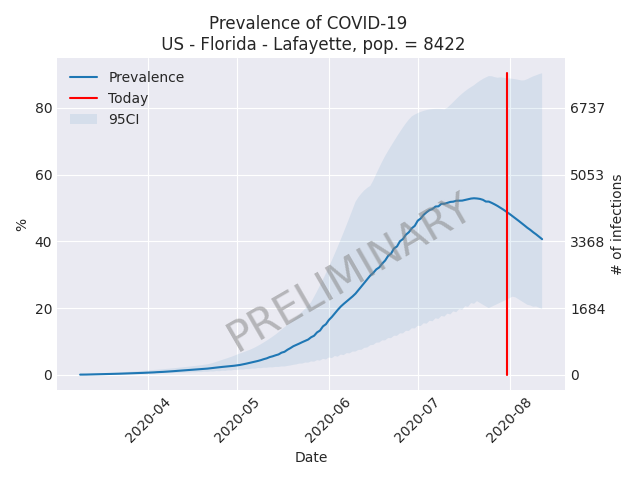 Prevalence of COVID-19
US - Florida - Lafayette, pop. = 8422
Prevalence
Today
95CI
80
60
40
20
0
%
6737
5053
3368
1684
0
# of infections
PRELIMINARY
2020-04
2020-05
2020-06
2020-07
2020-08
Date